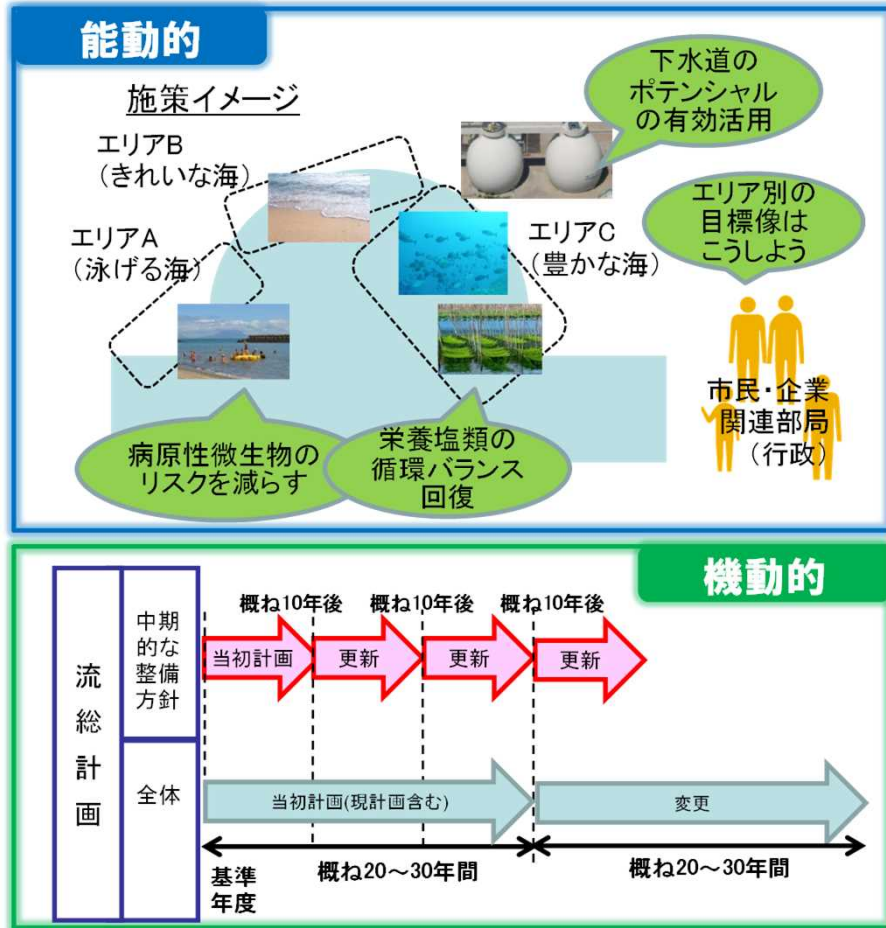 能動的
施策イメージ
下水道の
ポテンシャル
の有効活用
エリアB
(きれいな海)
エリア別の
目標像は
こうしよう
エリアA
(泳げる海)
エリアC
(豊かな海)
市民・企業
関連部局
(行政)
病原性微生物の
リスクを減らす
栄養塩類の
循環バランス
回復
機動的
流総計画
中期的な整備方針
概ね10年後
概ね10年後
概ね10年後
当初計画
更新
更新
更新
全体
当初計画(現計画含む)
変更
基準
年度
概ね20～30年間
概ね20～30年間